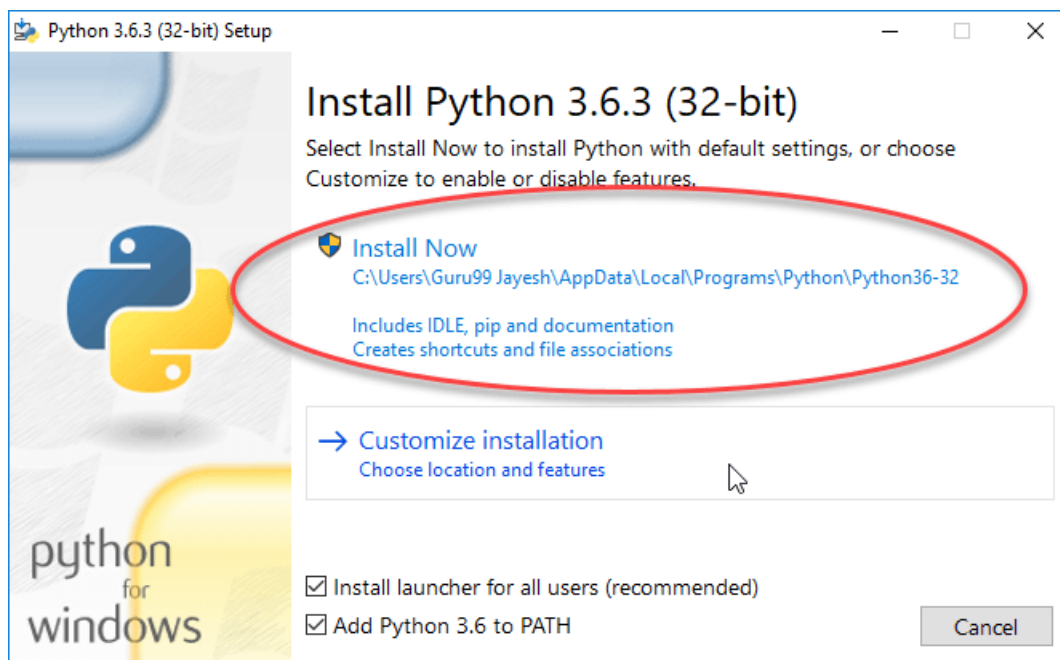 Python 3.6.3 (32-bit) Setup
Install Python 3.6.3 (32-bit)
Select Install Now to install Python with default settings, or choose
Customize to enable or disable features.
Install Now
C:\Users\Guru99 Jayesh\AppData\Local\Programs\Python\Python36-32
Includes IDLE, pip and documentation
Creates shortcuts and file associations
Customize installation
Choose location and features
python
for
windows
Install launcher for all users (recommended)
Add Python 3.6 to PATH
Cancel